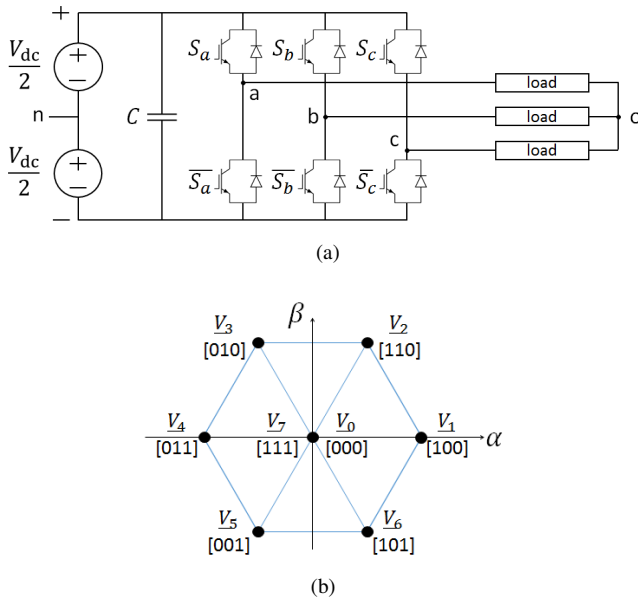 +
V_dc/2
+
−
n
V_dc/2
+
−
−
C
S_a S_b S_c
a
b
c
S̅_a S̅_b S̅_c
load
load
load
o
(a)
β
V_3 V_2
[010] [110]
V_4 V_7 V_0 V_1 α
[011] [111] [000] [100]
V_5 V_6
[001] [101]
(b)